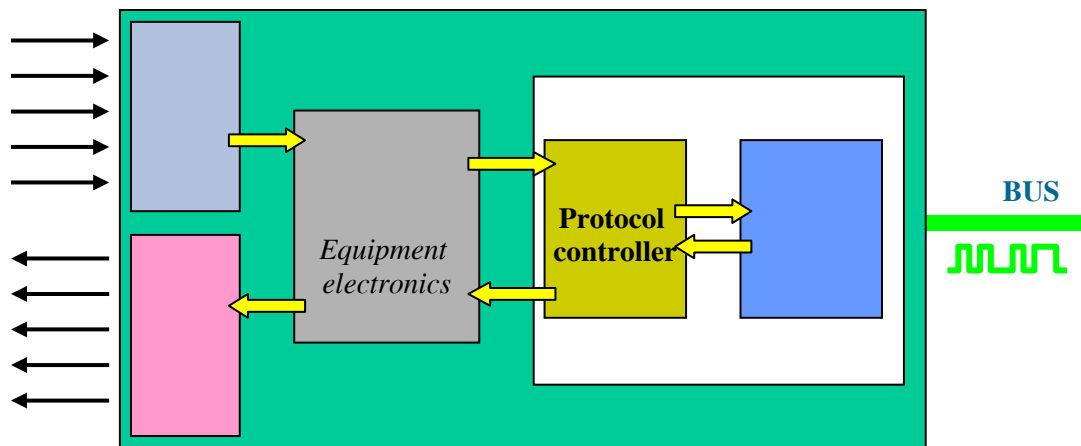 Equipment
electronics
Protocol
controller
BUS